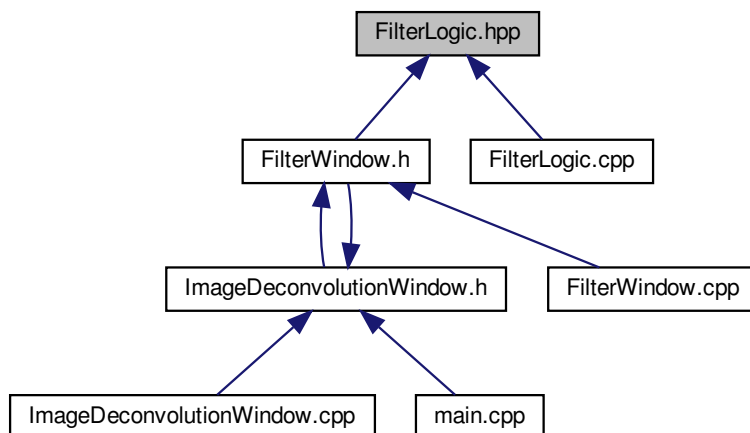 FilterLogic.hpp
FilterWindow.h
FilterLogic.cpp
ImageDeconvolutionWindow.h
FilterWindow.cpp
ImageDeconvolutionWindow.cpp
main.cpp